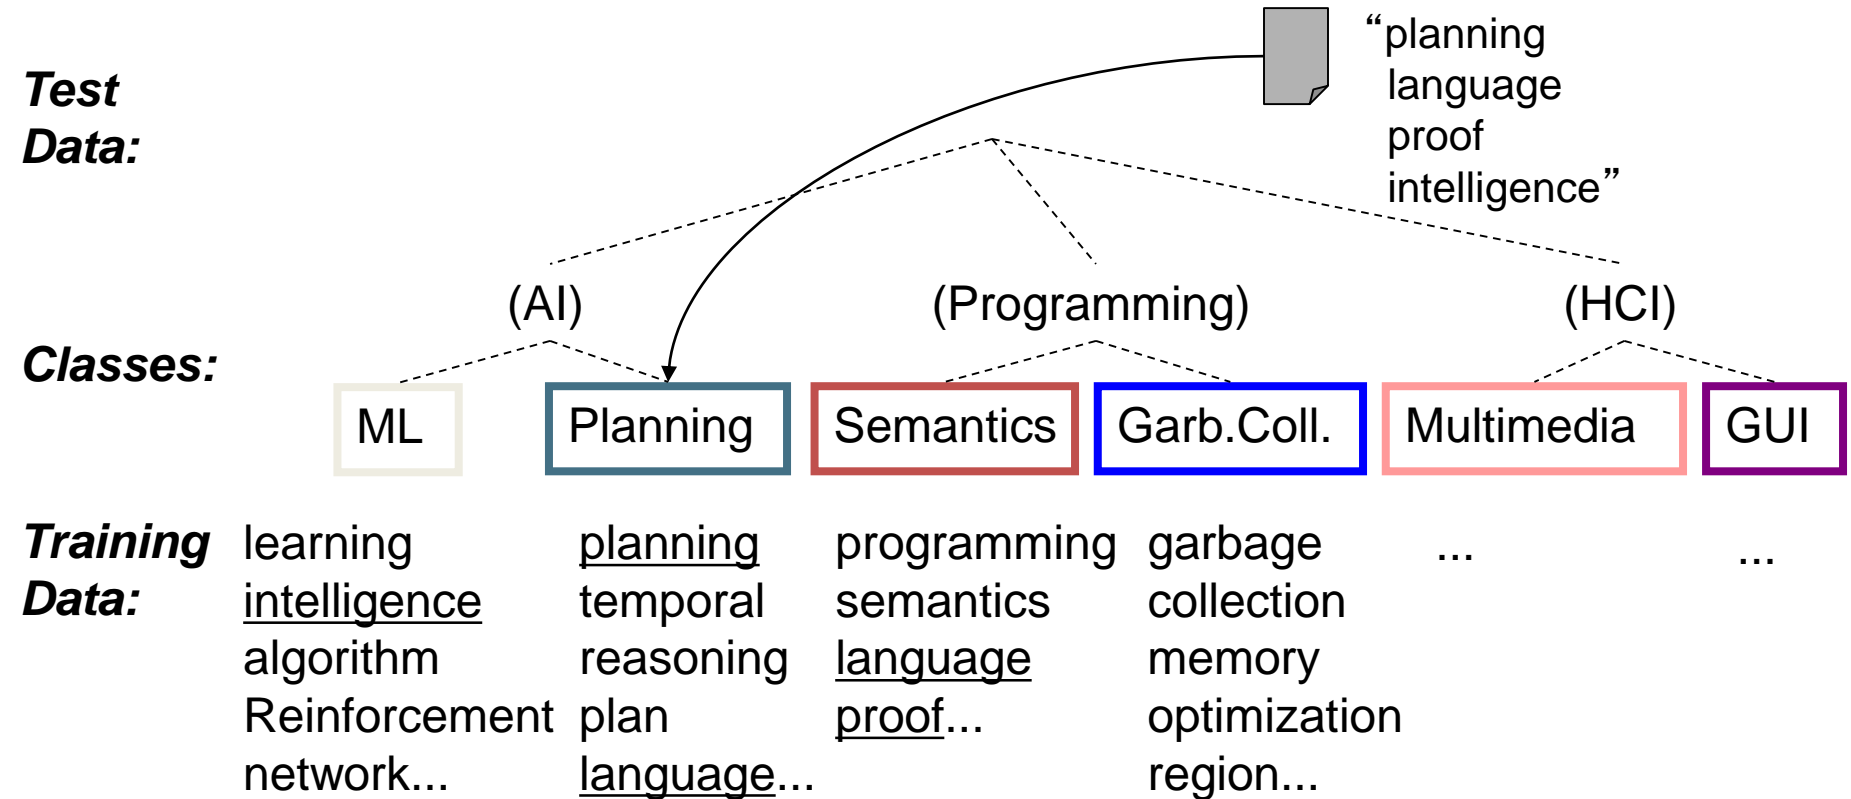 Test
Data:
“planning
language
proof
intelligence”
(AI)
(Programming)
(HCI)
Classes:
ML
Planning
Semantics
Garb.Coll.
Multimedia
GUI
Training
Data:
learning
intelligence
algorithm
Reinforcement
network...
planning
temporal
reasoning
plan
language...
programming
semantics
language
proof...
garbage
collection
memory
optimization
region...
...
...